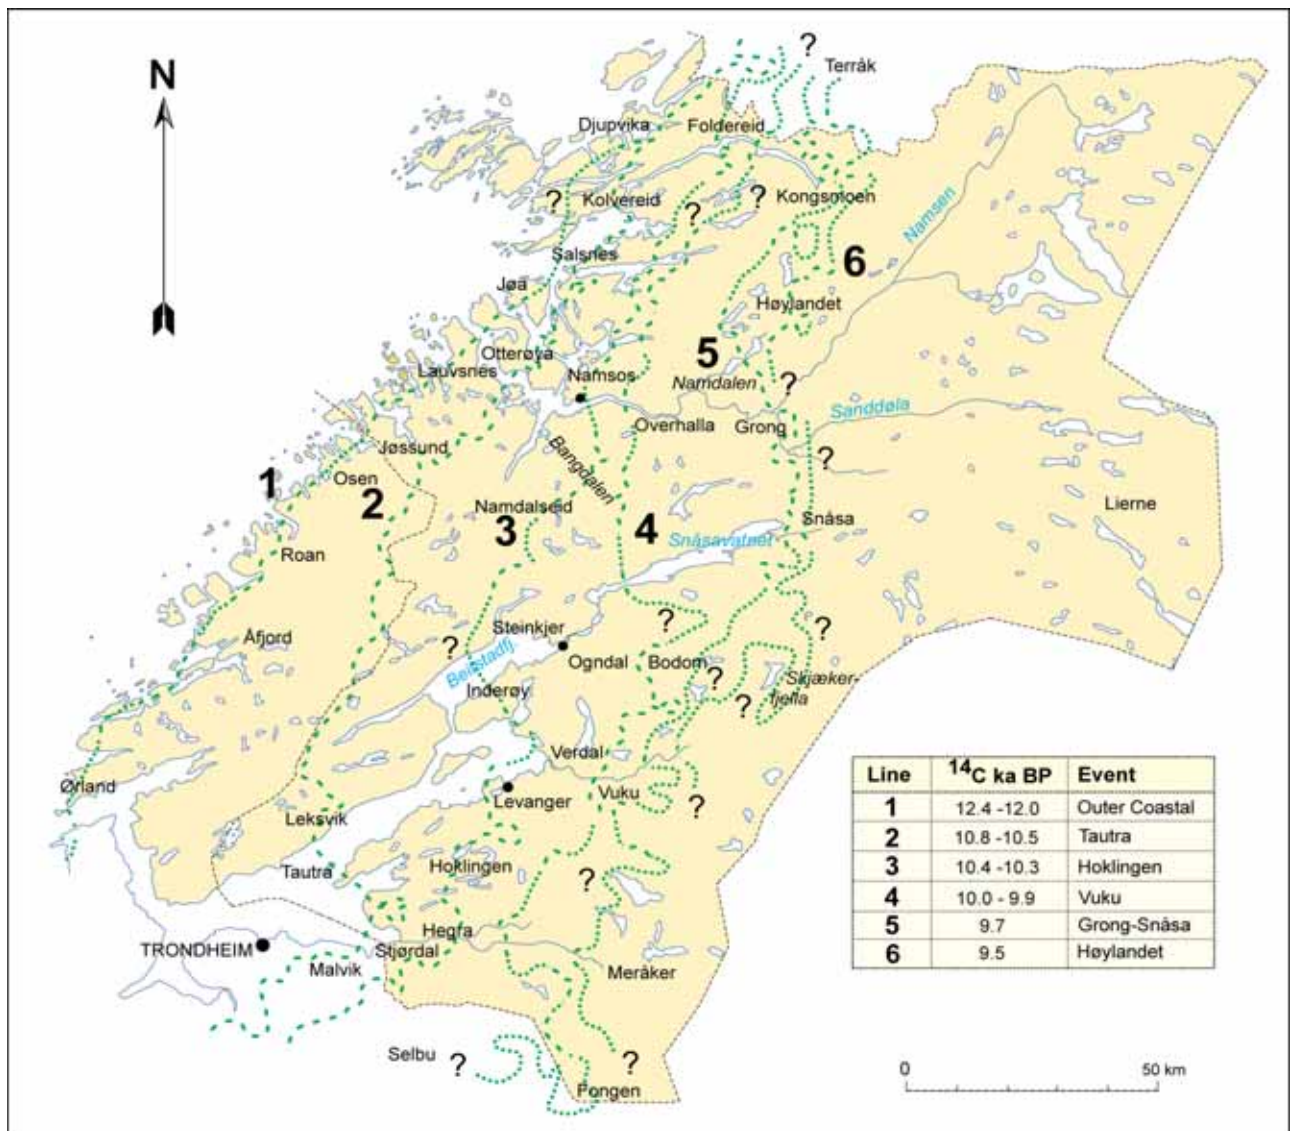 N
?
Terråk
Djupvika
Foldereid
?
Kolvereid
?
?
Kongsmoen
Namsen
Salsnes
6
Jøa
Høylandet
Otterøya
5
Lauvsnes
Namsos
Namdalen
?
Sanddøla
Overhalla
Grong
Jøssund
Bangdalen
?
1
Osen
2
Namdalseid
3
4
Snåsa
Lierne
Snåsavatnet
Roan
Åfjord
Steinkjer
?
?
?
Beitstadfj.
Ogndal
Bodom
?
Skjæker-
fjella
Inderøy
?
Verdal
Ørland
Levanger
Vuku
?
Leksvik
Line 14C ka BP Event
1 12.4 -12.0 Outer Coastal
2 10.8 -10.5 Tautra
3 10.4 -10.3 Hoklingen
4 10.0 - 9.9 Vuku
5 9.7 Grong-Snåsa
6 9.5 Høylandet
Tautra
Hoklingen
?
Hegra
TRONDHEIM
Stjørdal
Malvik
Meråker
Selbu
?
?
Fongen
0 50 km